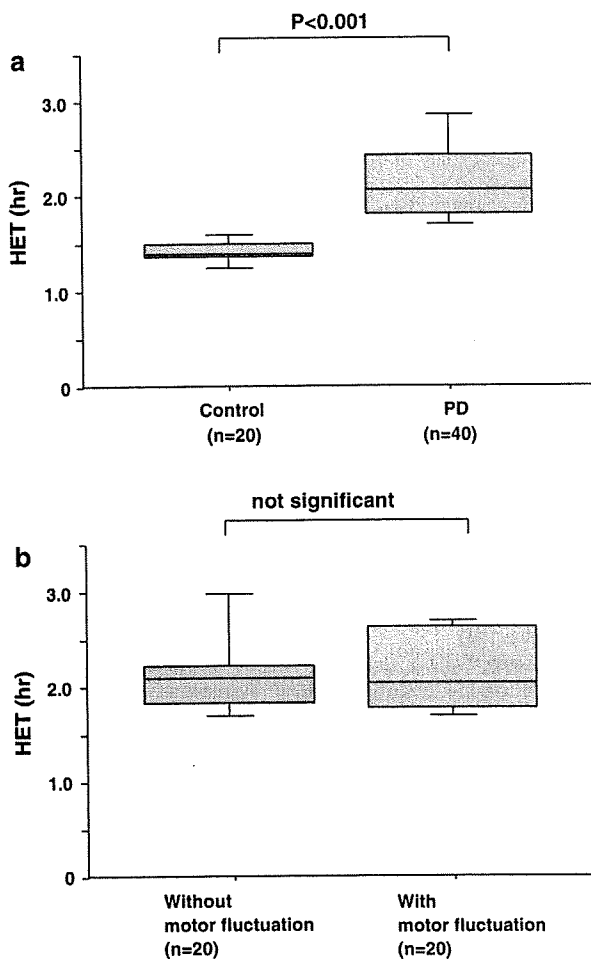 P<0.001
a
3.0
2.0
1.0
0
HET (hr)
Control
(n=20)
PD
(n=40)
not significant
b
3.0
2.0
1.0
0
HET (hr)
Without
motor fluctuation
(n=20)
With
motor fluctuation
(n=20)